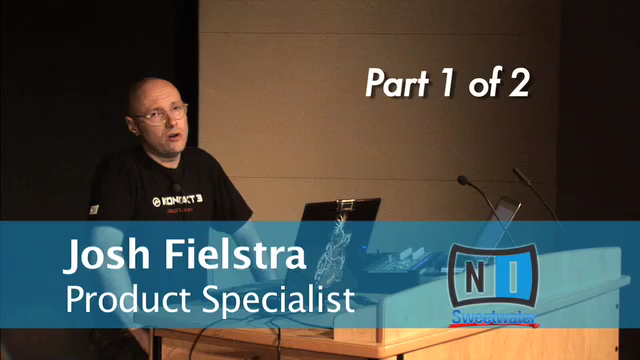 Part 1 of 2
KONTAKT 3
Josh Fielstra
Product Specialist
N I
Sweetwater